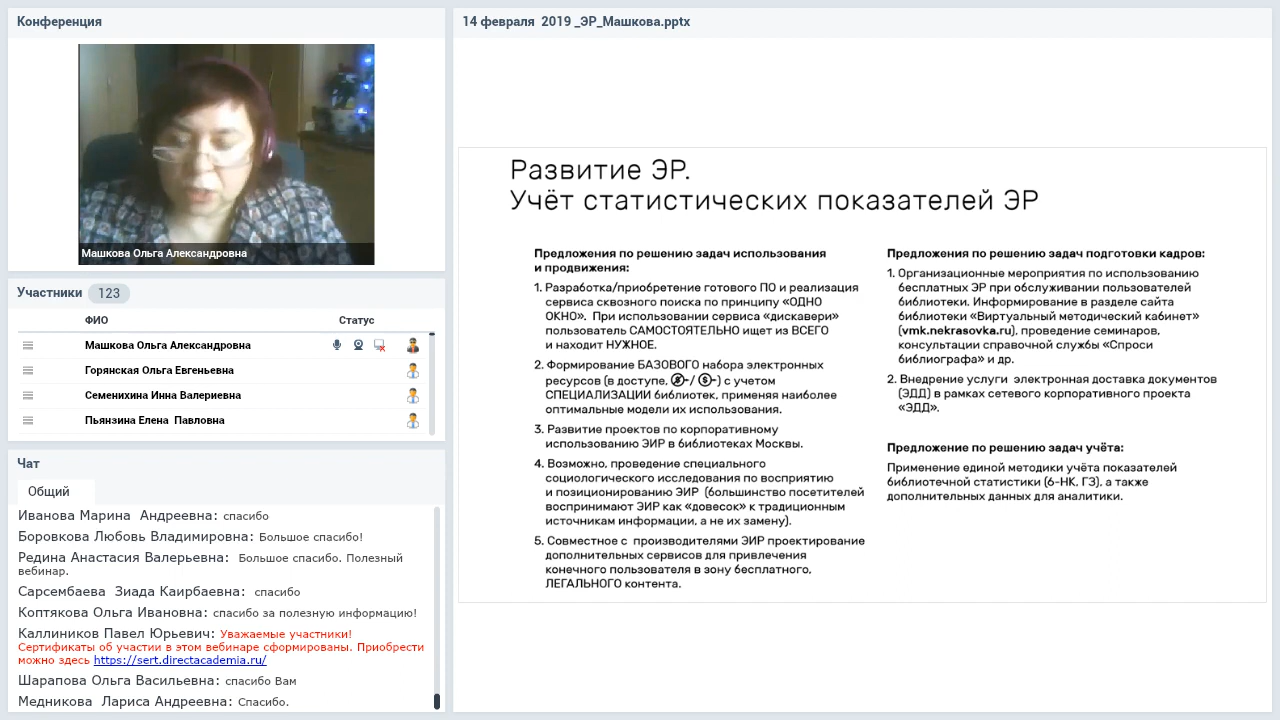 Конференция
Машкова Ольга Александровна
Участники 123
ФИО Статус
Машкова Ольга Александровна
Горянская Ольга Евгеньевна
Семенихина Инна Валериевна
Пьянзина Елена Павловна
Чат
Общий
Иванова Марина Андреевна: спасибо
Боровкова Любовь Владимировна: Большое спасибо!
Редина Анастасия Валерьевна: Большое спасибо. Полезный
вебинар.
Сарсембаева Зиада Каирбаевна: спасибо
Коптякова Ольга Ивановна: спасибо за полезную информацию!
Каллиников Павел Юрьевич: Уважаемые участники!
Сертификаты об участии в этом вебинаре сформированы. Приобрести
можно здесь https://sert.directacademia.ru/
Шарапова Ольга Васильевна: спасибо Вам
Медникова Лариса Андреевна: Спасибо.
14 февраля 2019 _ЭР_Машкова.pptx
Развитие ЭР.
Учёт статистических показателей ЭР
Предложения по решению задач использования
и продвижения:
1. Разработка/приобретение готового ПО и реализация
сервиса сквозного поиска по принципу «ОДНО
ОКНО». При использовании сервиса «дискавери»
пользователь САМОСТОЯТЕЛЬНО ищет из ВСЕГО
и находит НУЖНОЕ.
2. Формирование БАЗОВОГО набора электронных
ресурсов (в доступе, $-/ $-) с учетом
СПЕЦИАЛИЗАЦИИ библиотек, применяя наиболее
оптимальные модели их использования.
3. Развитие проектов по корпоративному
использованию ЭИР в библиотеках Москвы.
4. Возможно, проведение специального
социологического исследования по восприятию
и позиционированию ЭИР (большинство посетителей
воспринимают ЭИР как «довесок» к традиционным
источникам информации, а не их замену).
5. Совместное с производителями ЭИР проектирование
дополнительных сервисов для привлечения
конечного пользователя в зону бесплатного,
ЛЕГАЛЬНОГО контента.
Предложения по решению задач подготовки кадров:
1. Организационные мероприятия по использованию
бесплатных ЭР при обслуживании пользователей
библиотеки. Информирование в разделе сайта
библиотеки «Виртуальный методический кабинет»
(vmk.nekrasovka.ru), проведение семинаров,
консультации справочной службы «Спроси
библиографа» и др.
2. Внедрение услуги электронная доставка документов
(ЭДД) в рамках сетевого корпоративного проекта
«ЭДД».
Предложение по решению задач учёта:
Применение единой методики учёта показателей
библиотечной статистики (6-НК, ГЗ), а также
дополнительных данных для аналитики.